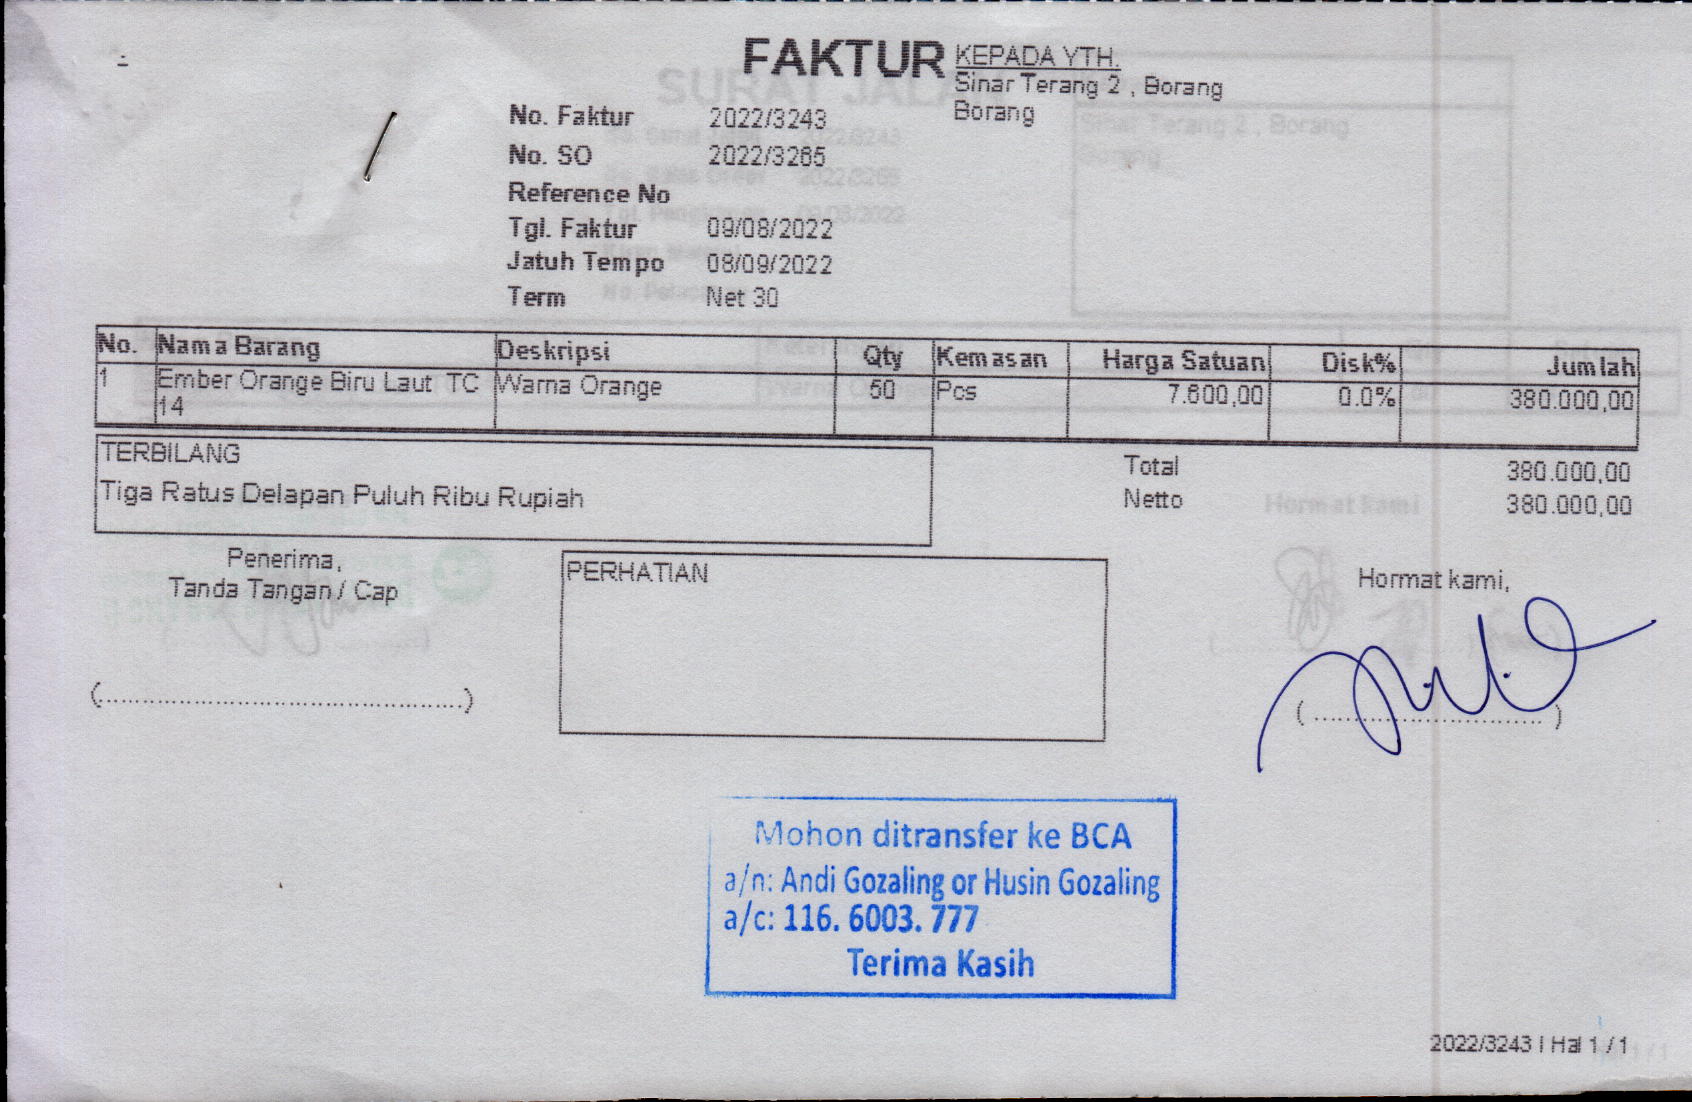 FAKTUR
KEPADA YTH.
Sinar Terang 2 , Borang
Borang
No. Faktur 2022/3243
No. SO 2022/3265
Reference No
Tgl. Faktur 09/08/2022
Jatuh Tempo 08/09/2022
Term Net 30
No. Nama Barang Deskripsi Qty Kemasan Harga Satuan Disk% Jumlah
1 Ember Orange Biru Laut TC 14 Warna Orange 50 Pcs 7.600,00 0.0% 380.000,00
TERBILANG
Tiga Ratus Delapan Puluh Ribu Rupiah
Total 380.000,00
Netto 380.000,00
Penerima,
Tanda Tangan / Cap
(................................................)
PERHATIAN
Hormat kami,
(..............................)
Mohon ditransfer ke BCA
a/n: Andi Gozaling or Husin Gozaling
a/c: 116. 6003. 777
Terima Kasih
2022/3243 | Hal 1 / 1